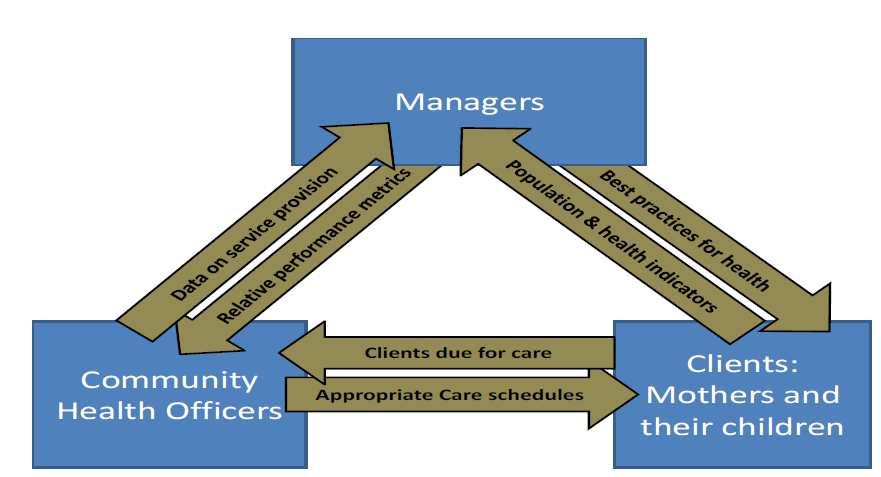 Managers
Data on service provision
Relative performance metrics
Population & health indicators
Best practices for health
Clients due for care
Appropriate Care schedules
Community
Health Officers
Clients:
Mothers and
their children